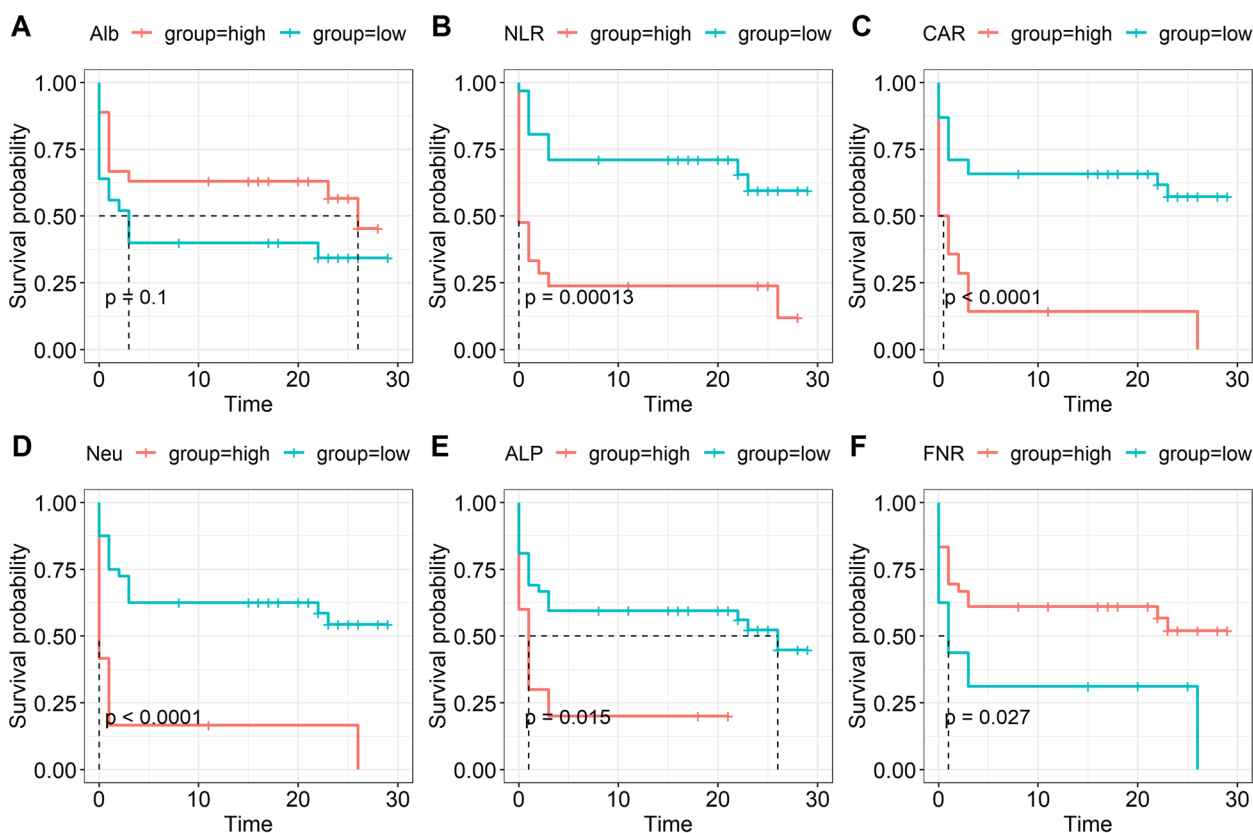 A Alb group=high group=low
Survival probability
1.00
0.75
0.50
0.25
0.00
p = 0.1
0 10 20 30
Time
B NLR group=high group=low
Survival probability
1.00
0.75
0.50
0.25
0.00
p = 0.00013
0 10 20 30
Time
C CAR group=high group=low
Survival probability
1.00
0.75
0.50
0.25
0.00
p < 0.0001
0 10 20 30
Time
D Neu group=high group=low
Survival probability
1.00
0.75
0.50
0.25
0.00
p < 0.0001
0 10 20 30
Time
E ALP group=high group=low
Survival probability
1.00
0.75
0.50
0.25
0.00
p = 0.015
0 10 20 30
Time
F FNR group=high group=low
Survival probability
1.00
0.75
0.50
0.25
0.00
p = 0.027
0 10 20 30
Time